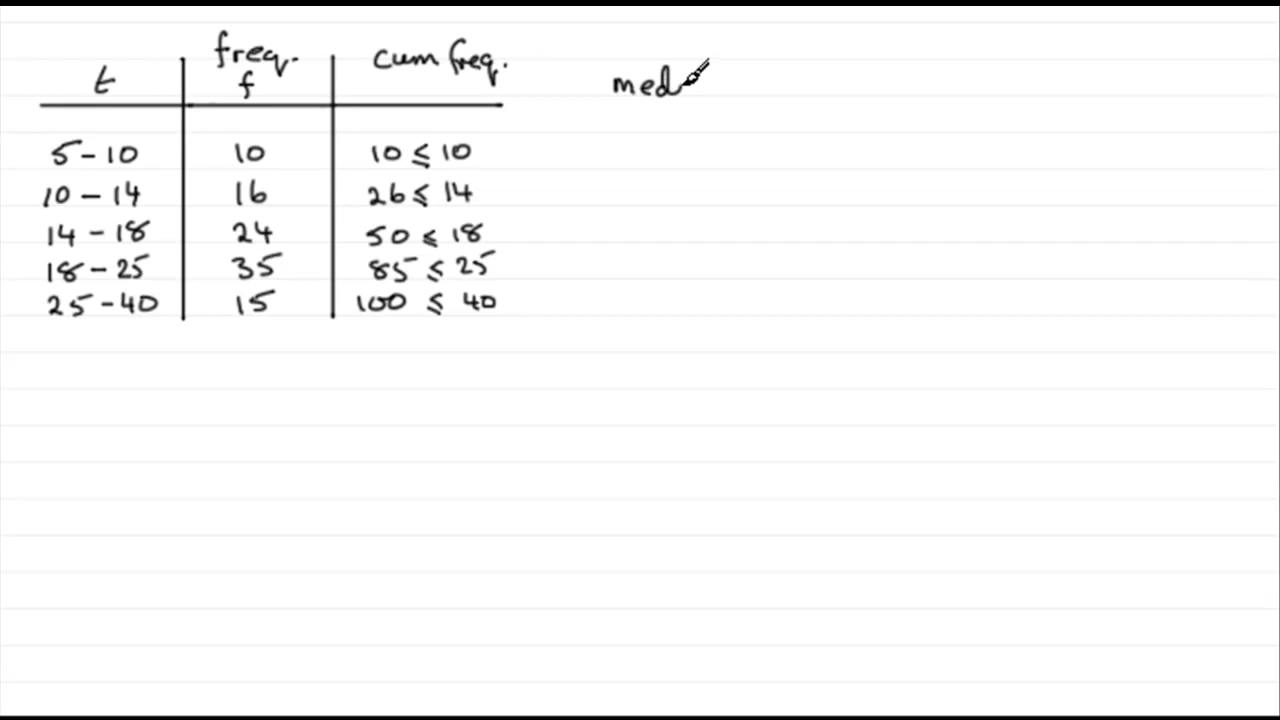 t freq. f cum freq. med
5-10 10 10 ≤ 10
10-14 16 26 ≤ 14
14-18 24 50 ≤ 18
18-25 35 85 ≤ 25
25-40 15 100 ≤ 40